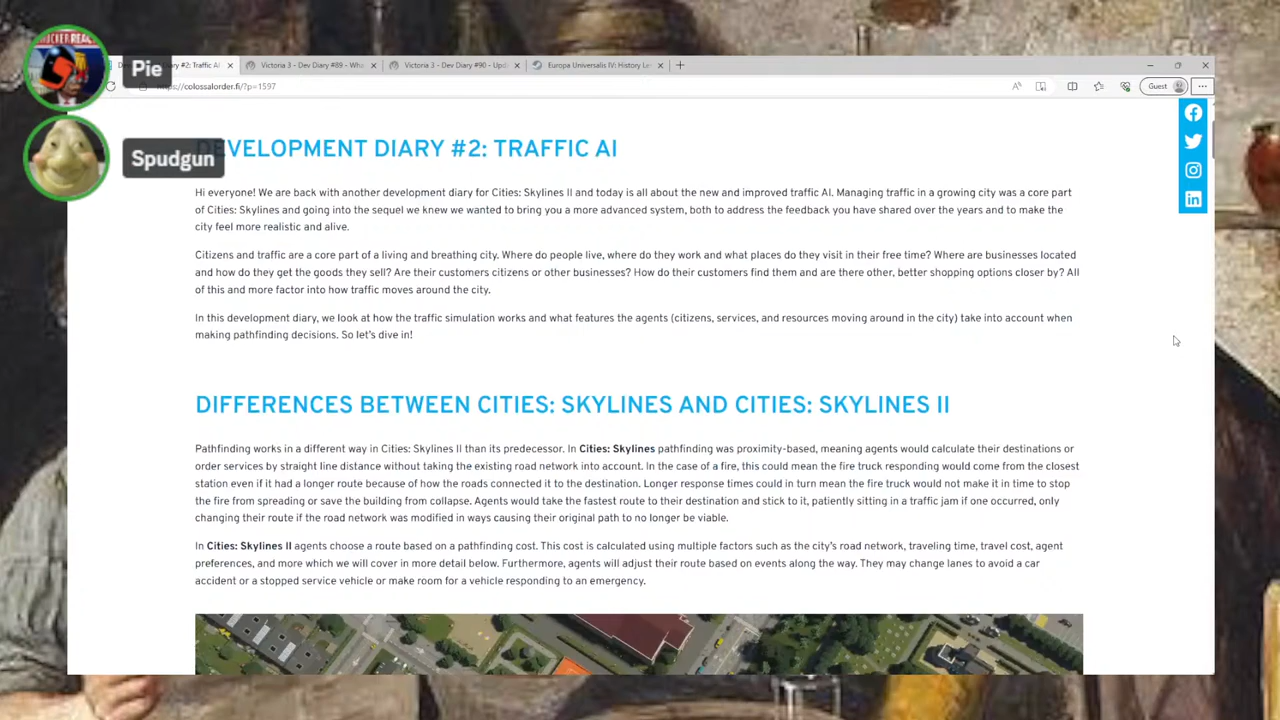 Pie
Spudgun
#2: Traffic AI
Victoria 3 - Dev Diary #89 - Wha
Victoria 3 - Dev Diary #90 - Upd
Europa Universalis IV: History Le
https://colossalorder.fi/?p=1597
Guest
DEVELOPMENT DIARY #2: TRAFFIC AI
Hi everyone! We are back with another development diary for Cities: Skylines II and today is all about the new and improved traffic AI. Managing traffic in a growing city was a core part
of Cities: Skylines and going into the sequel we knew we wanted to bring you a more advanced system, both to address the feedback you have shared over the years and to make the
city feel more realistic and alive.
Citizens and traffic are a core part of a living and breathing city. Where do people live, where do they work and what places do they visit in their free time? Where are businesses located
and how do they get the goods they sell? Are their customers citizens or other businesses? How do their customers find them and are there other, better shopping options closer by? All
of this and more factor into how traffic moves around the city.
In this development diary, we look at how the traffic simulation works and what features the agents (citizens, services, and resources moving around in the city) take into account when
making pathfinding decisions. So let's dive in!
DIFFERENCES BETWEEN CITIES: SKYLINES AND CITIES: SKYLINES II
Pathfinding works in a different way in Cities: Skylines II than its predecessor. In Cities: Skylines pathfinding was proximity-based, meaning agents would calculate their destinations or
order services by straight line distance without taking the existing road network into account. In the case of a fire, this could mean the fire truck responding would come from the closest
station even if it had a longer route because of how the roads connected it to the destination. Longer response times could in turn mean the fire truck would not make it in time to stop
the fire from spreading or save the building from collapse. Agents would take the fastest route to their destination and stick to it, patiently sitting in a traffic jam if one occurred, only
changing their route if the road network was modified in ways causing their original path to no longer be viable.
In Cities: Skylines II agents choose a route based on a pathfinding cost. This cost is calculated using multiple factors such as the city's road network, traveling time, travel cost, agent
preferences, and more which we will cover in more detail below. Furthermore, agents will adjust their route based on events along the way. They may change lanes to avoid a car
accident or a stopped service vehicle or make room for a vehicle responding to an emergency.